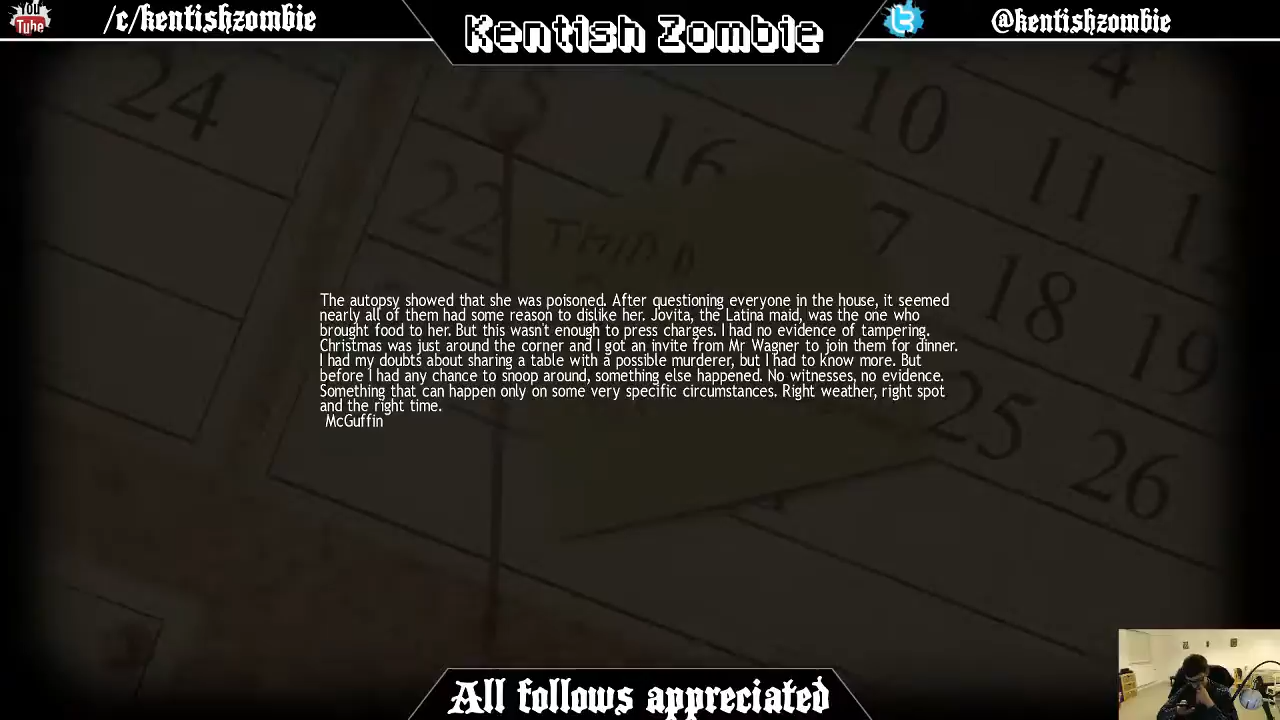 You
Tube
/c/kentishzombie
Kentish Zombie
@kentishzombie
24
15
16
10
4
11
22
7
18
19
25
26
THIRD
The autopsy showed that she was poisoned. After questioning everyone in the house, it seemed
nearly all of them had some reason to dislike her. Jovita, the Latina maid, was the one who
brought food to her. But this wasn't enough to press charges. I had no evidence of tampering.
Christmas was just around the corner and I got an invite from Mr Wagner to join them for dinner.
I had my doubts about sharing a table with a possible murderer, but I had to know more. But
before I had any chance to snoop around, something else happened. No witnesses, no evidence.
Something that can happen only on some very specific circumstances. Right weather, right spot
and the right time.
McGuffin
All follows appreciated